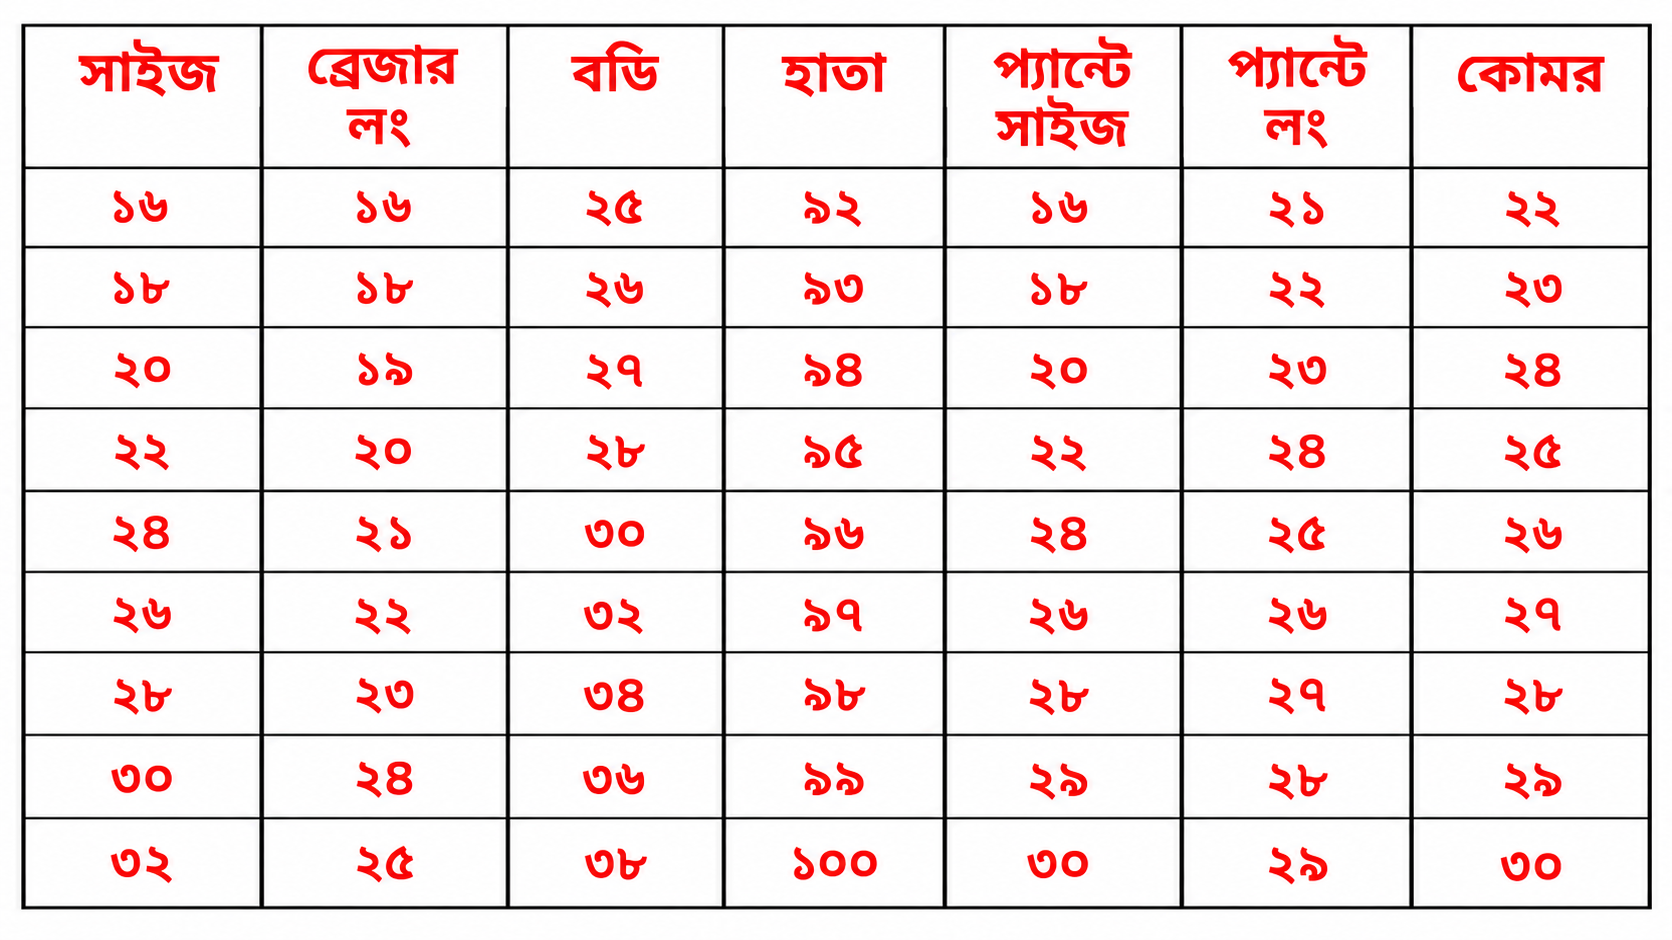 সাইজ ব্রেজার লং বডি হাতা প্যান্টে সাইজ প্যান্টে লং কোমর
১৬ ১৬ ২৫ ৯২ ১৬ ২১ ২২
১৮ ১৮ ২৬ ৯৩ ১৮ ২২ ২৩
২০ ১৯ ২৭ ৯৪ ২০ ২৩ ২৪
২২ ২০ ২৮ ৯৫ ২২ ২৪ ২৫
২৪ ২১ ৩০ ৯৬ ২৪ ২৫ ২৬
২৬ ২২ ৩২ ৯৭ ২৬ ২৬ ২৭
২৮ ২৩ ৩৪ ৯৮ ২৮ ২৭ ২৮
৩০ ২৪ ৩৬ ৯৯ ২৯ ২৮ ২৯
৩২ ২৫ ৩৮ ১০০ ৩০ ২৯ ৩০